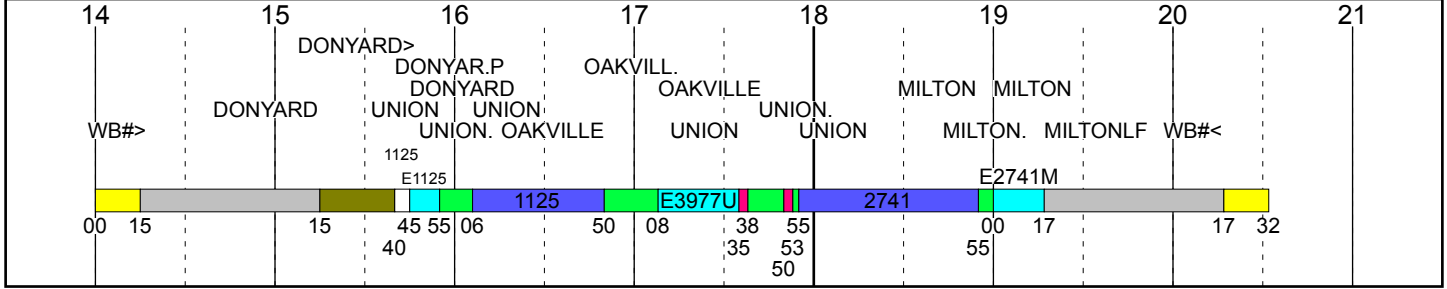 14 15 16 17 18 19 20 21
DONYARD>
DONYAR.P OAKVILL.
DONYARD OAKVILLE MILTON MILTON
DONYARD UNION UNION UNION.
WB#> UNION. OAKVILLE UNION UNION MILTON. MILTONLF WB#<
1125
E1125 E2741M
1125 E3977U 2741
00 15 15 45 55 06 50 08 38 55 00 17 17 32
40 35 53 55
50